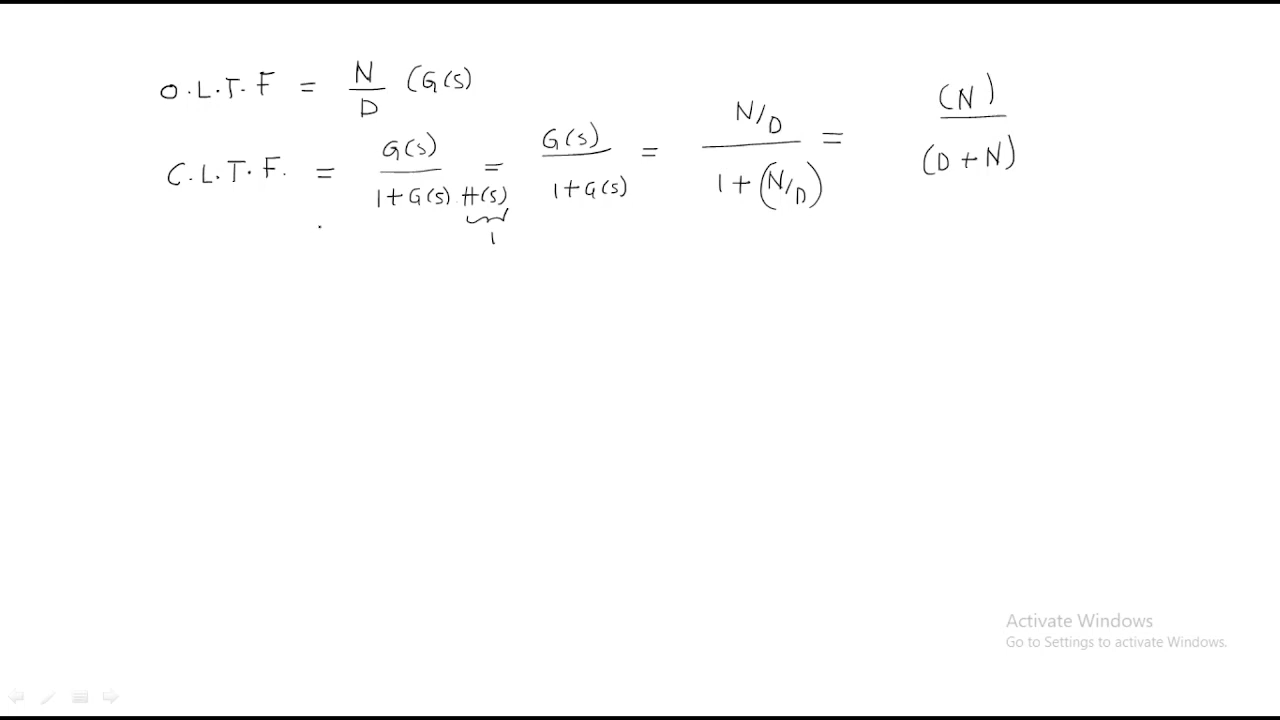 O.L.T.F = N/D (G(s)
C.L.T.F. = G(s)/1+G(s).H(s) = G(s)/1+G(s) = N/D/1+(N/D) = (N)/(D+N)
1
Activate Windows
Go to Settings to activate Windows.